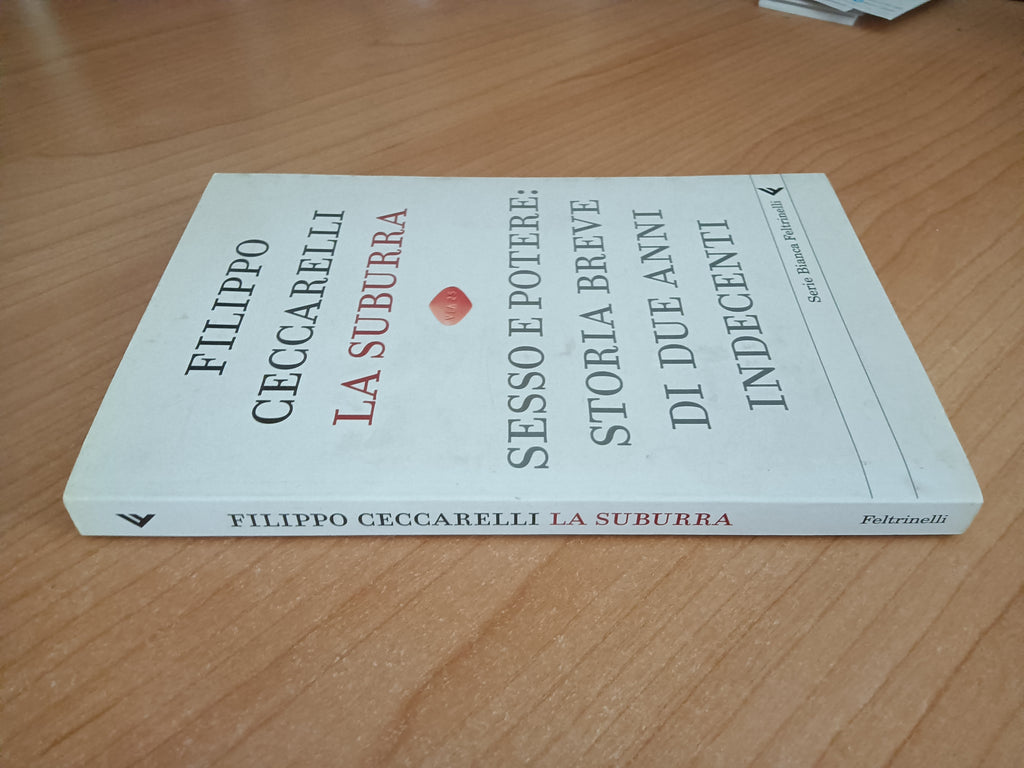 FILIPPO
CECCARELLI
LA SUBURRA
SESSO E POTERE:
STORIA BREVE
DI DUE ANNI
INDECENTI
Serie Bianca Feltrinelli
FILIPPO CECCARELLI LA SUBURRA
Feltrinelli